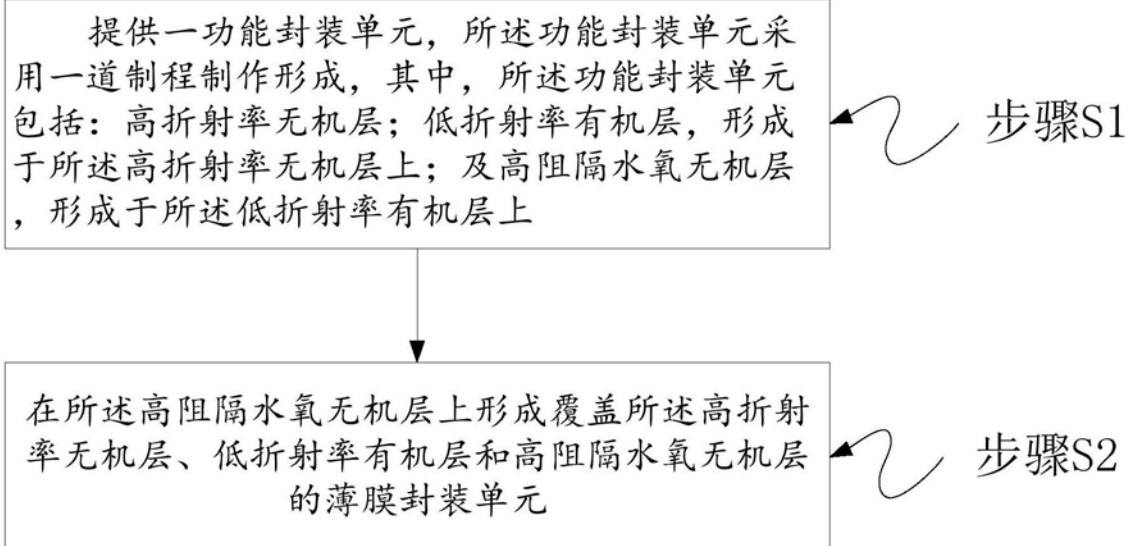 提供一功能封装单元，所述功能封装单元采
用一道制程制作形成，其中，所述功能封装单元
包括：高折射率无机层；低折射率有机层，形成
于所述高折射率无机层上；及高阻隔水氧无机层
，形成于所述低折射率有机层上
步骤S1
在所述高阻隔水氧无机层上形成覆盖所述高折射
率无机层、低折射率有机层和高阻隔水氧无机层
的薄膜封装单元
步骤S2